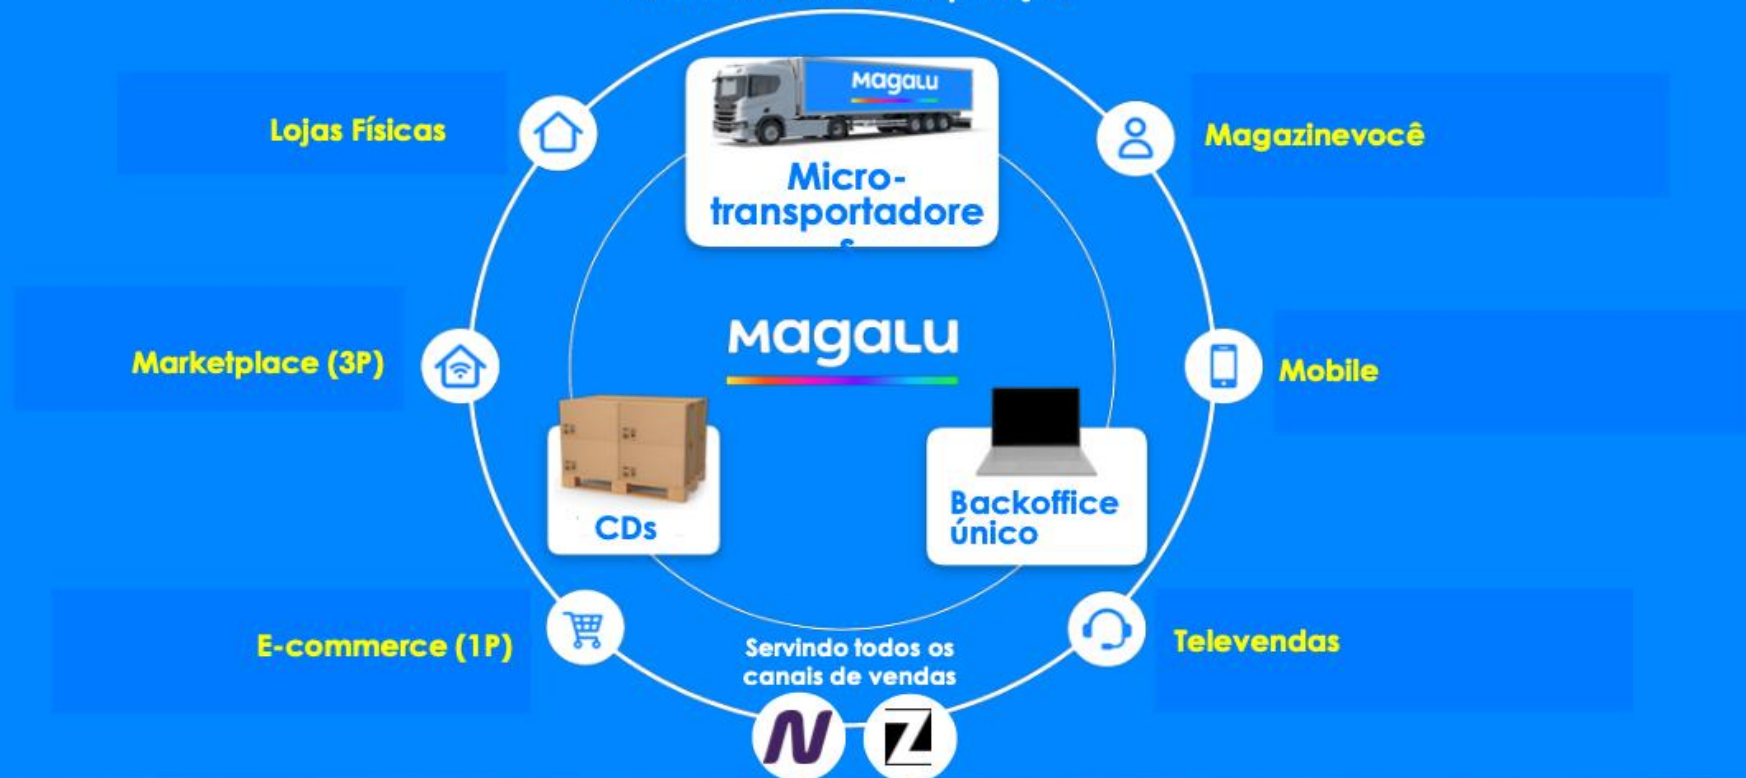 Magalu
Lojas Físicas
Magazinevocê
Micro-
transportadore
s
Marketplace (3P)
Magalu
Mobile
CDs
Backoffice
único
E-commerce (1P)
Servindo todos os
canais de vendas
Televendas
N
Z